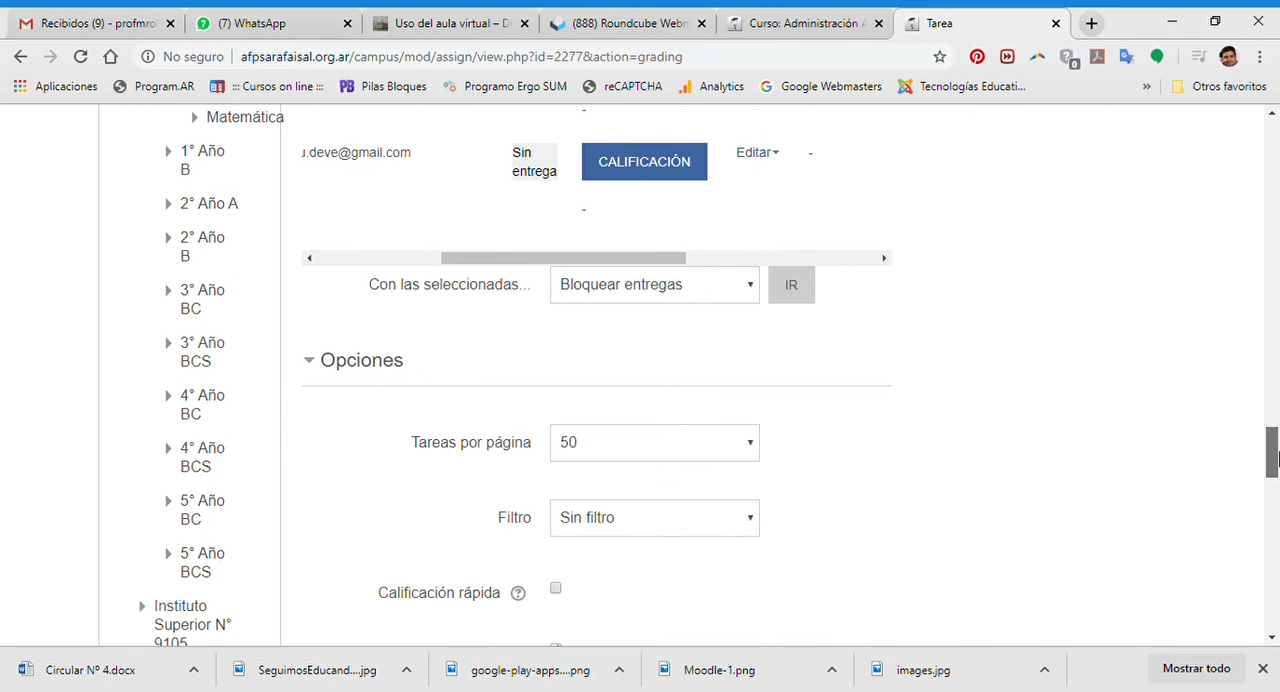 Recibidos (9) - profmro
(7) WhatsApp
Uso del aula virtual – D
(888) Roundcube Webm
Curso: Administración A
Tarea
No seguro
afpsarafaisal.org.ar/campus/mod/assign/view.php?id=2277&action=grading
0
Aplicaciones
Program.AR
::: Cursos on line :::
PB Pilas Bloques
Programo Ergo SUM
reCAPTCHA
Analytics
Google Webmasters
Tecnologías Educati...
»
Otros favoritos
Matemática
1° Año
B
2° Año A
2° Año
B
3° Año
BC
3° Año
BCS
4° Año
BC
4° Año
BCS
5° Año
BC
5° Año
BCS
Instituto
Superior N°
9105
-
u.deve@gmail.com
Sin
entrega
CALIFICACIÓN
Editar
-
-
Con las seleccionadas...
Bloquear entregas
IR
Opciones
Tareas por página
50
Filtro
Sin filtro
Calificación rápida
Circular Nº 4.docx
SeguimosEducand....jpg
google-play-apps....png
Moodle-1.png
images.jpg
Mostrar todo